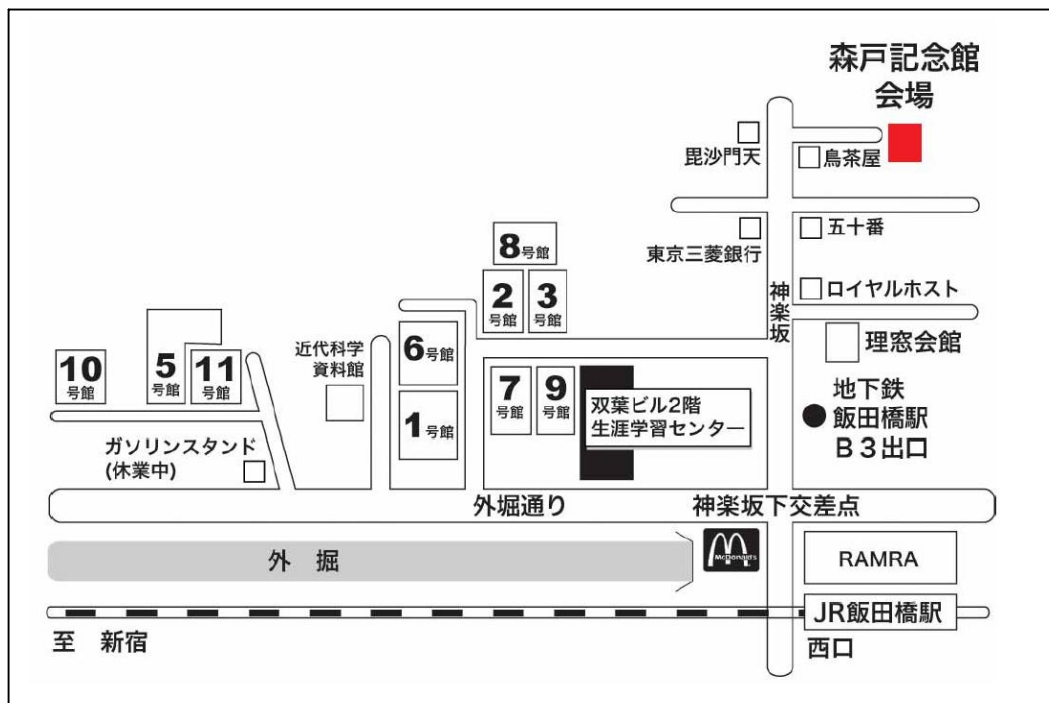 森戸記念館
会場
毘沙門天
鳥茶屋
東京三菱銀行
五十番
神楽坂
ロイヤルホスト
理窓会館
8号館
2号館
3号館
10号館
5号館
11号館
近代科学
資料館
6号館
1号館
7号館
9号館
双葉ビル2階
生涯学習センター
地下鉄
飯田橋駅
B3出口
ガソリンスタンド
(休業中)
外堀通り
神楽坂下交差点
外 掘
McDonald's
RAMRA
JR飯田橋駅
至 新宿
西口